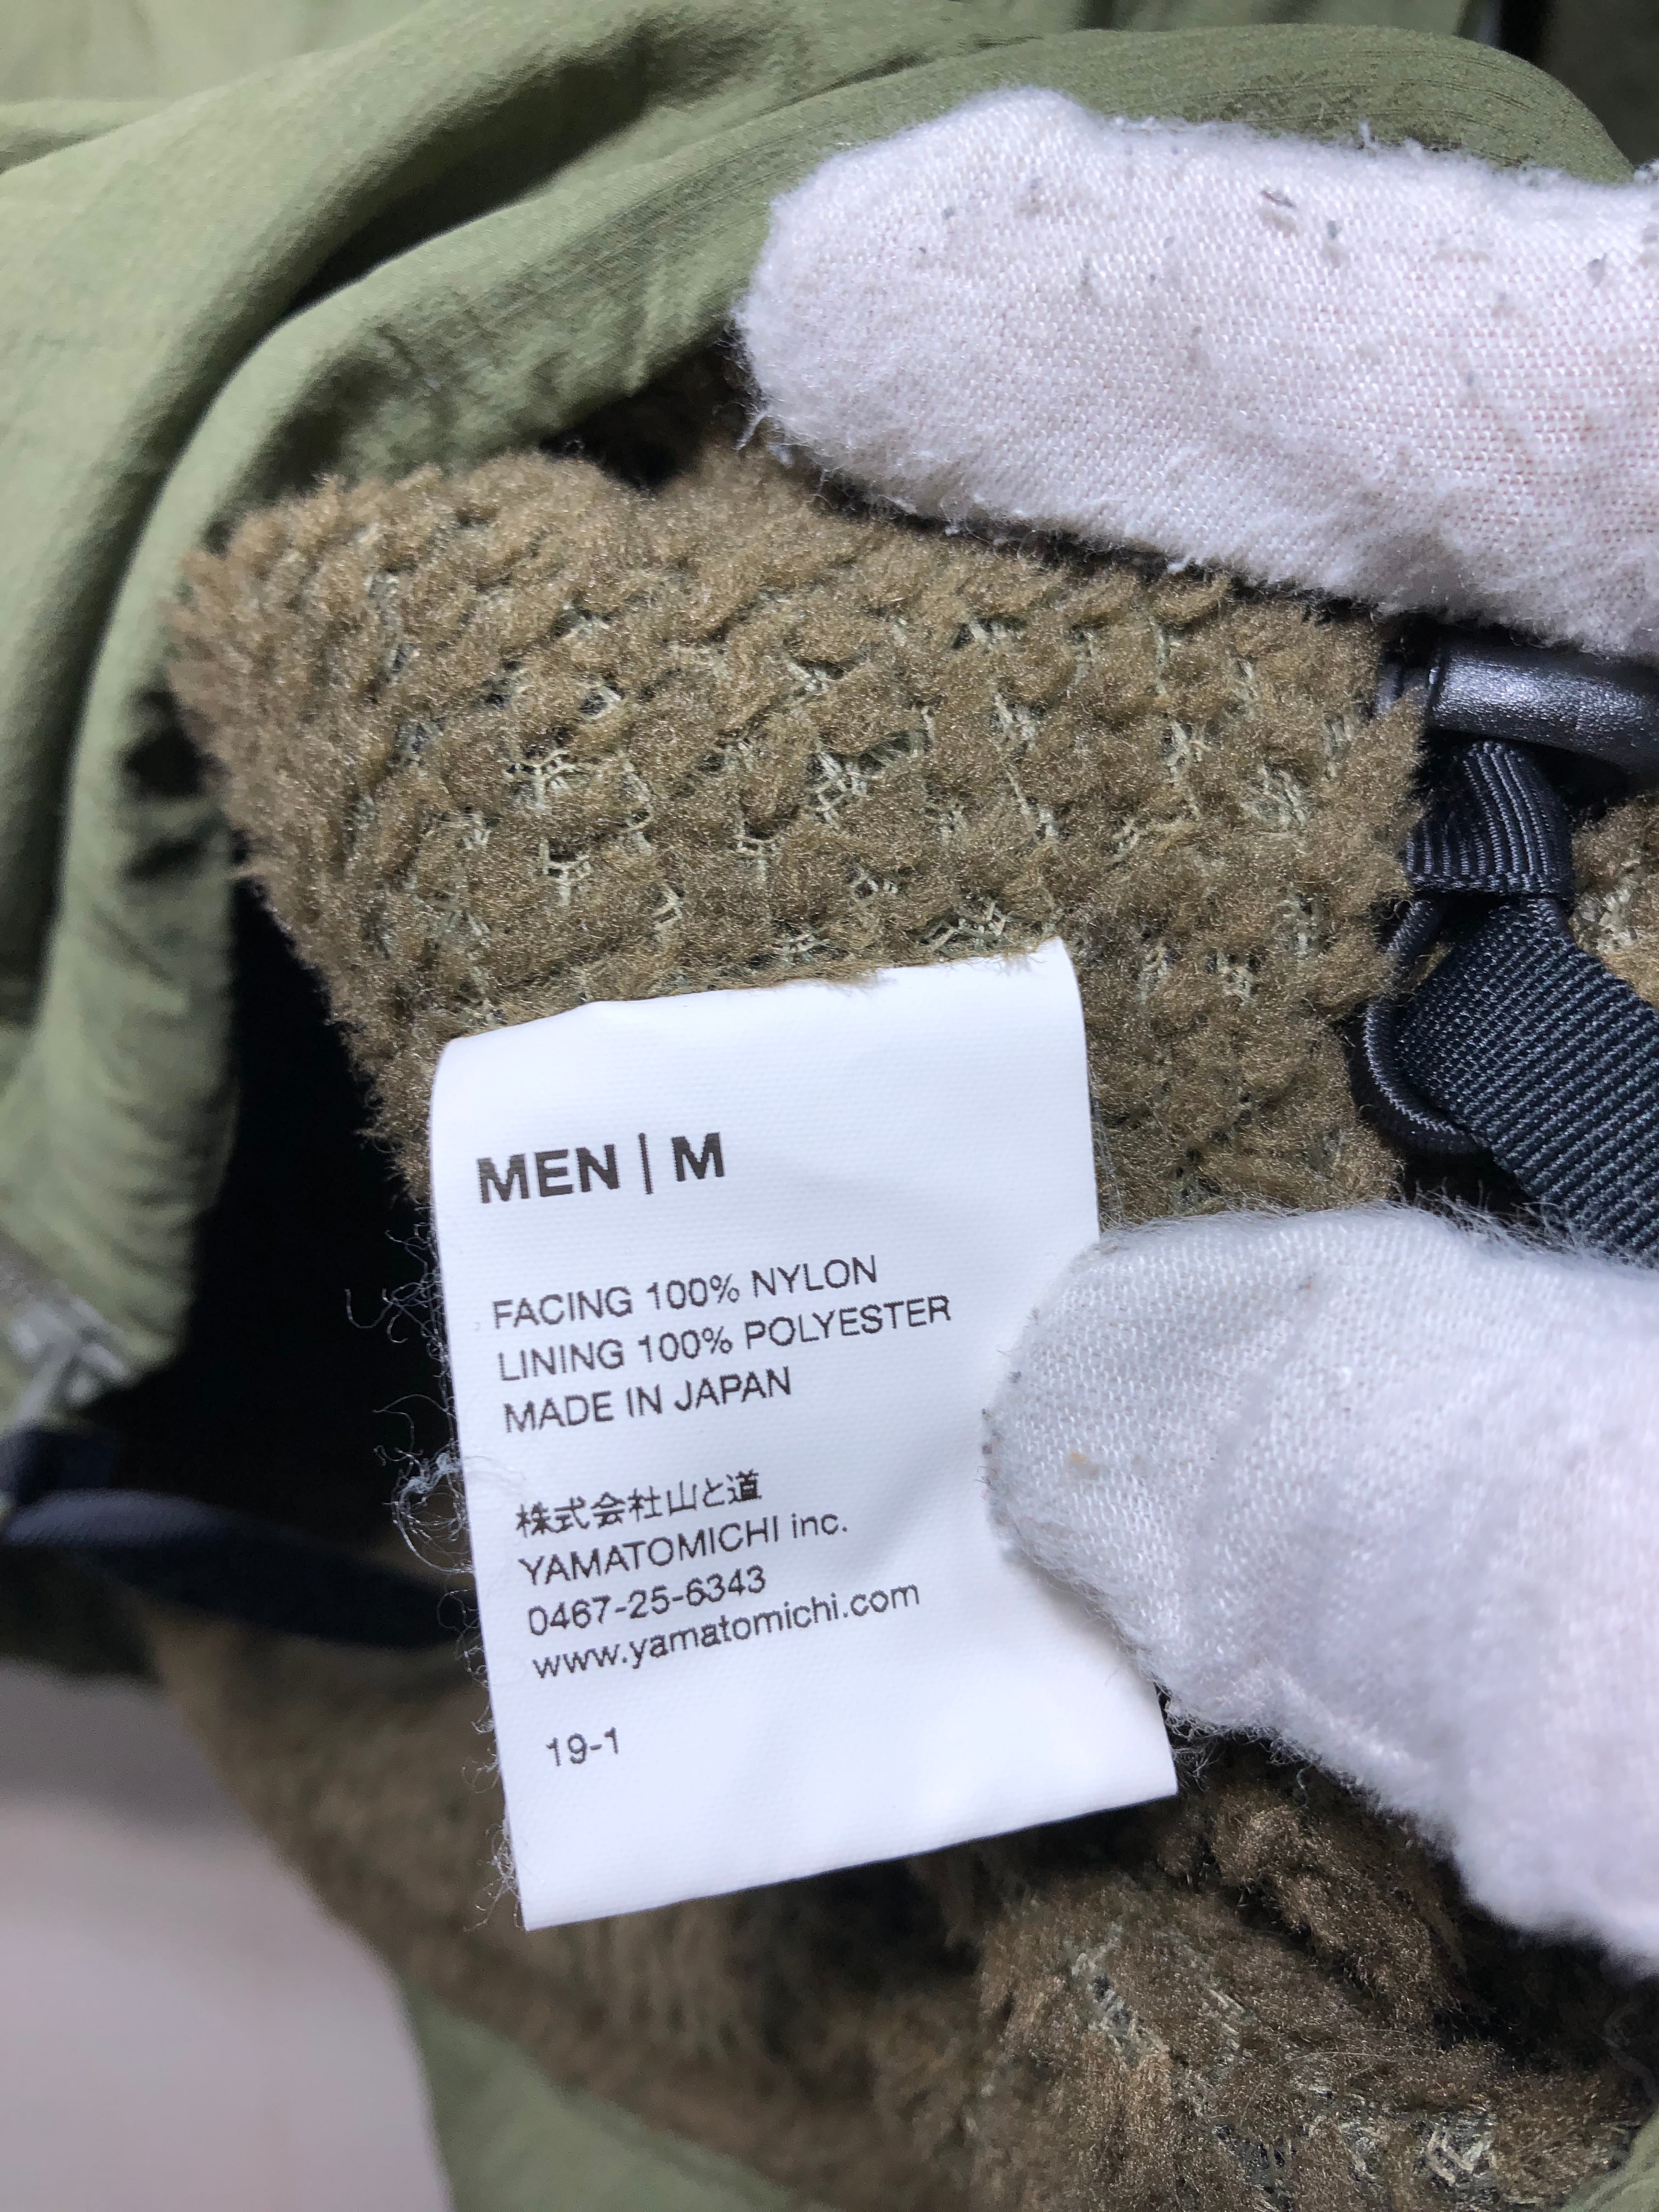 MEN | M
FACING 100% NYLON
LINING 100% POLYESTER
MADE IN JAPAN
株式会社山と道
YAMATOMICHI inc.
0467-25-6343
www.yamatomichi.com
19-1